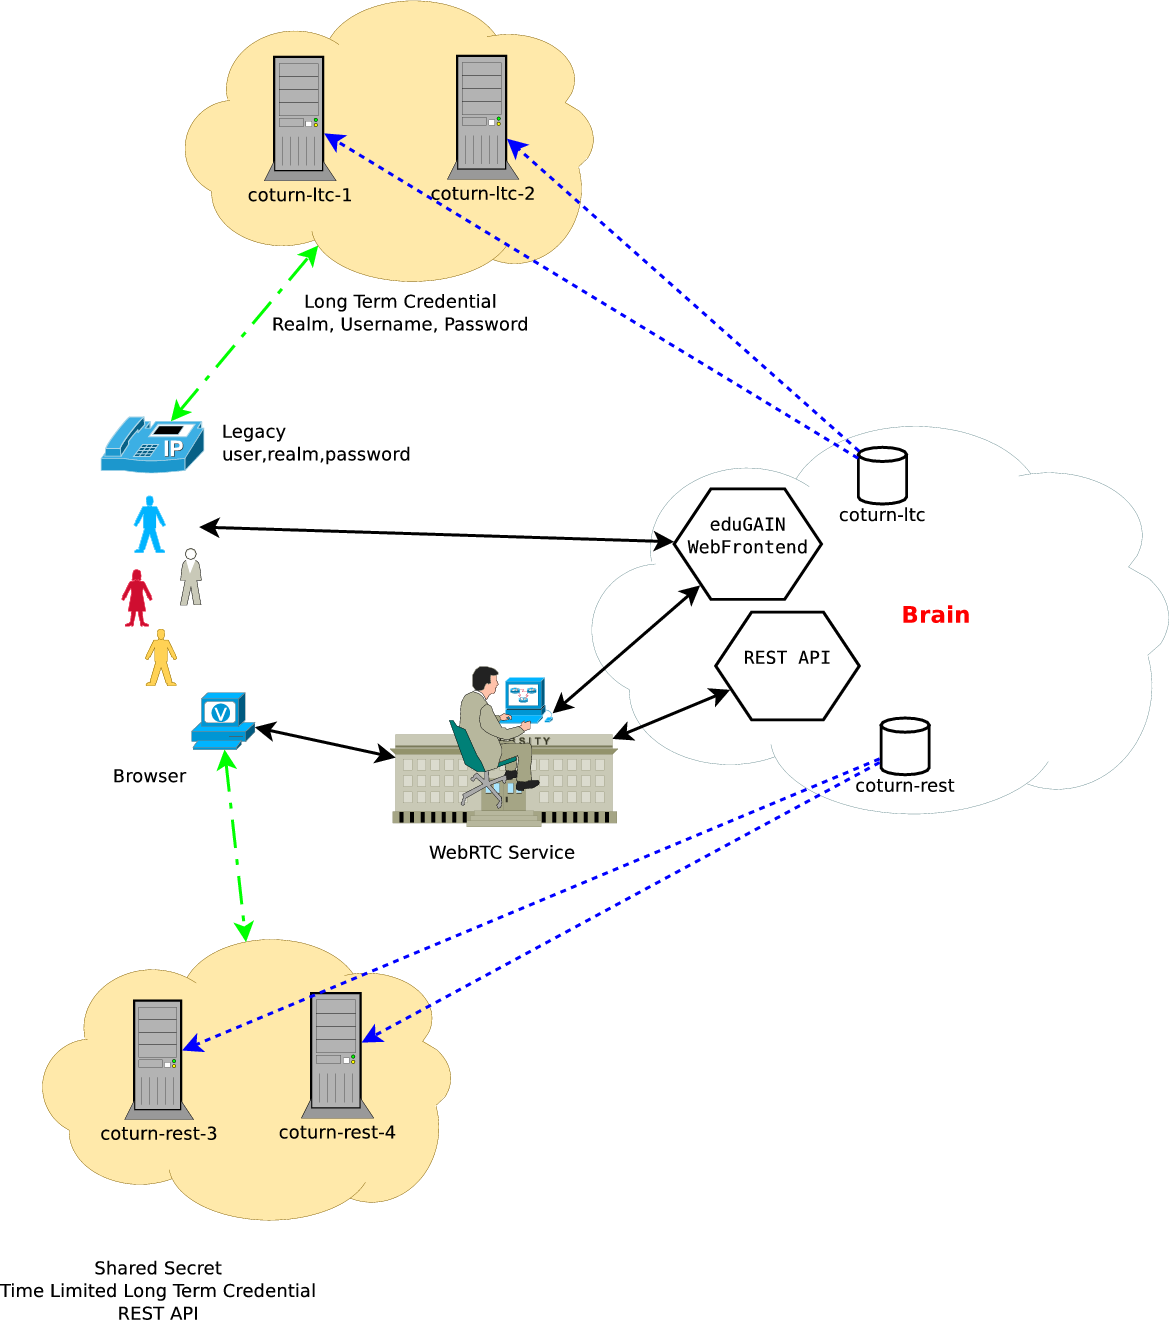 coturn-ltc-1
coturn-ltc-2
Long Term Credential
Realm, Username, Password
IP
Legacy
user,realm,password
eduGAIN
WebFrontend
coturn-ltc
Brain
REST API
V
Browser
SITY
WebRTC Service
coturn-rest
coturn-rest-3
coturn-rest-4
Shared Secret
Time Limited Long Term Credential
REST API